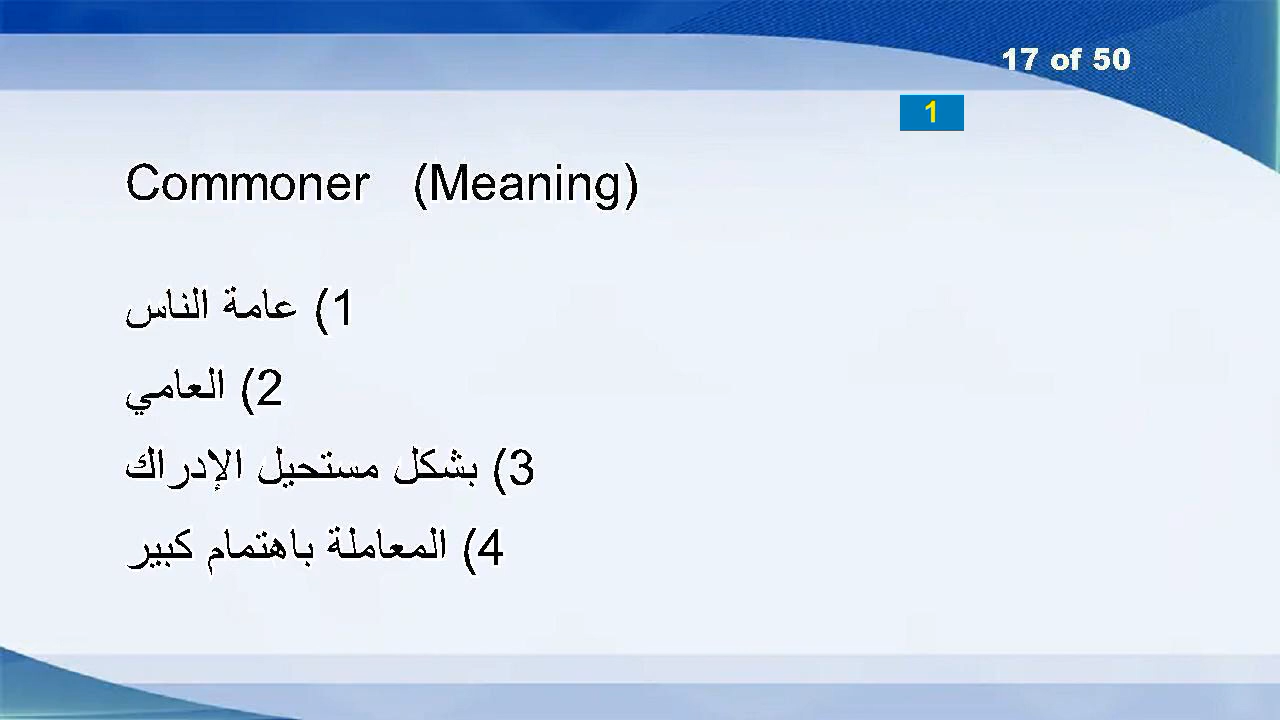 17 of 50
1
Commoner (Meaning)
1) عامة الناس
2) العامي
3) بشكل مستحيل الإدراك
4) المعاملة باهتمام كبير